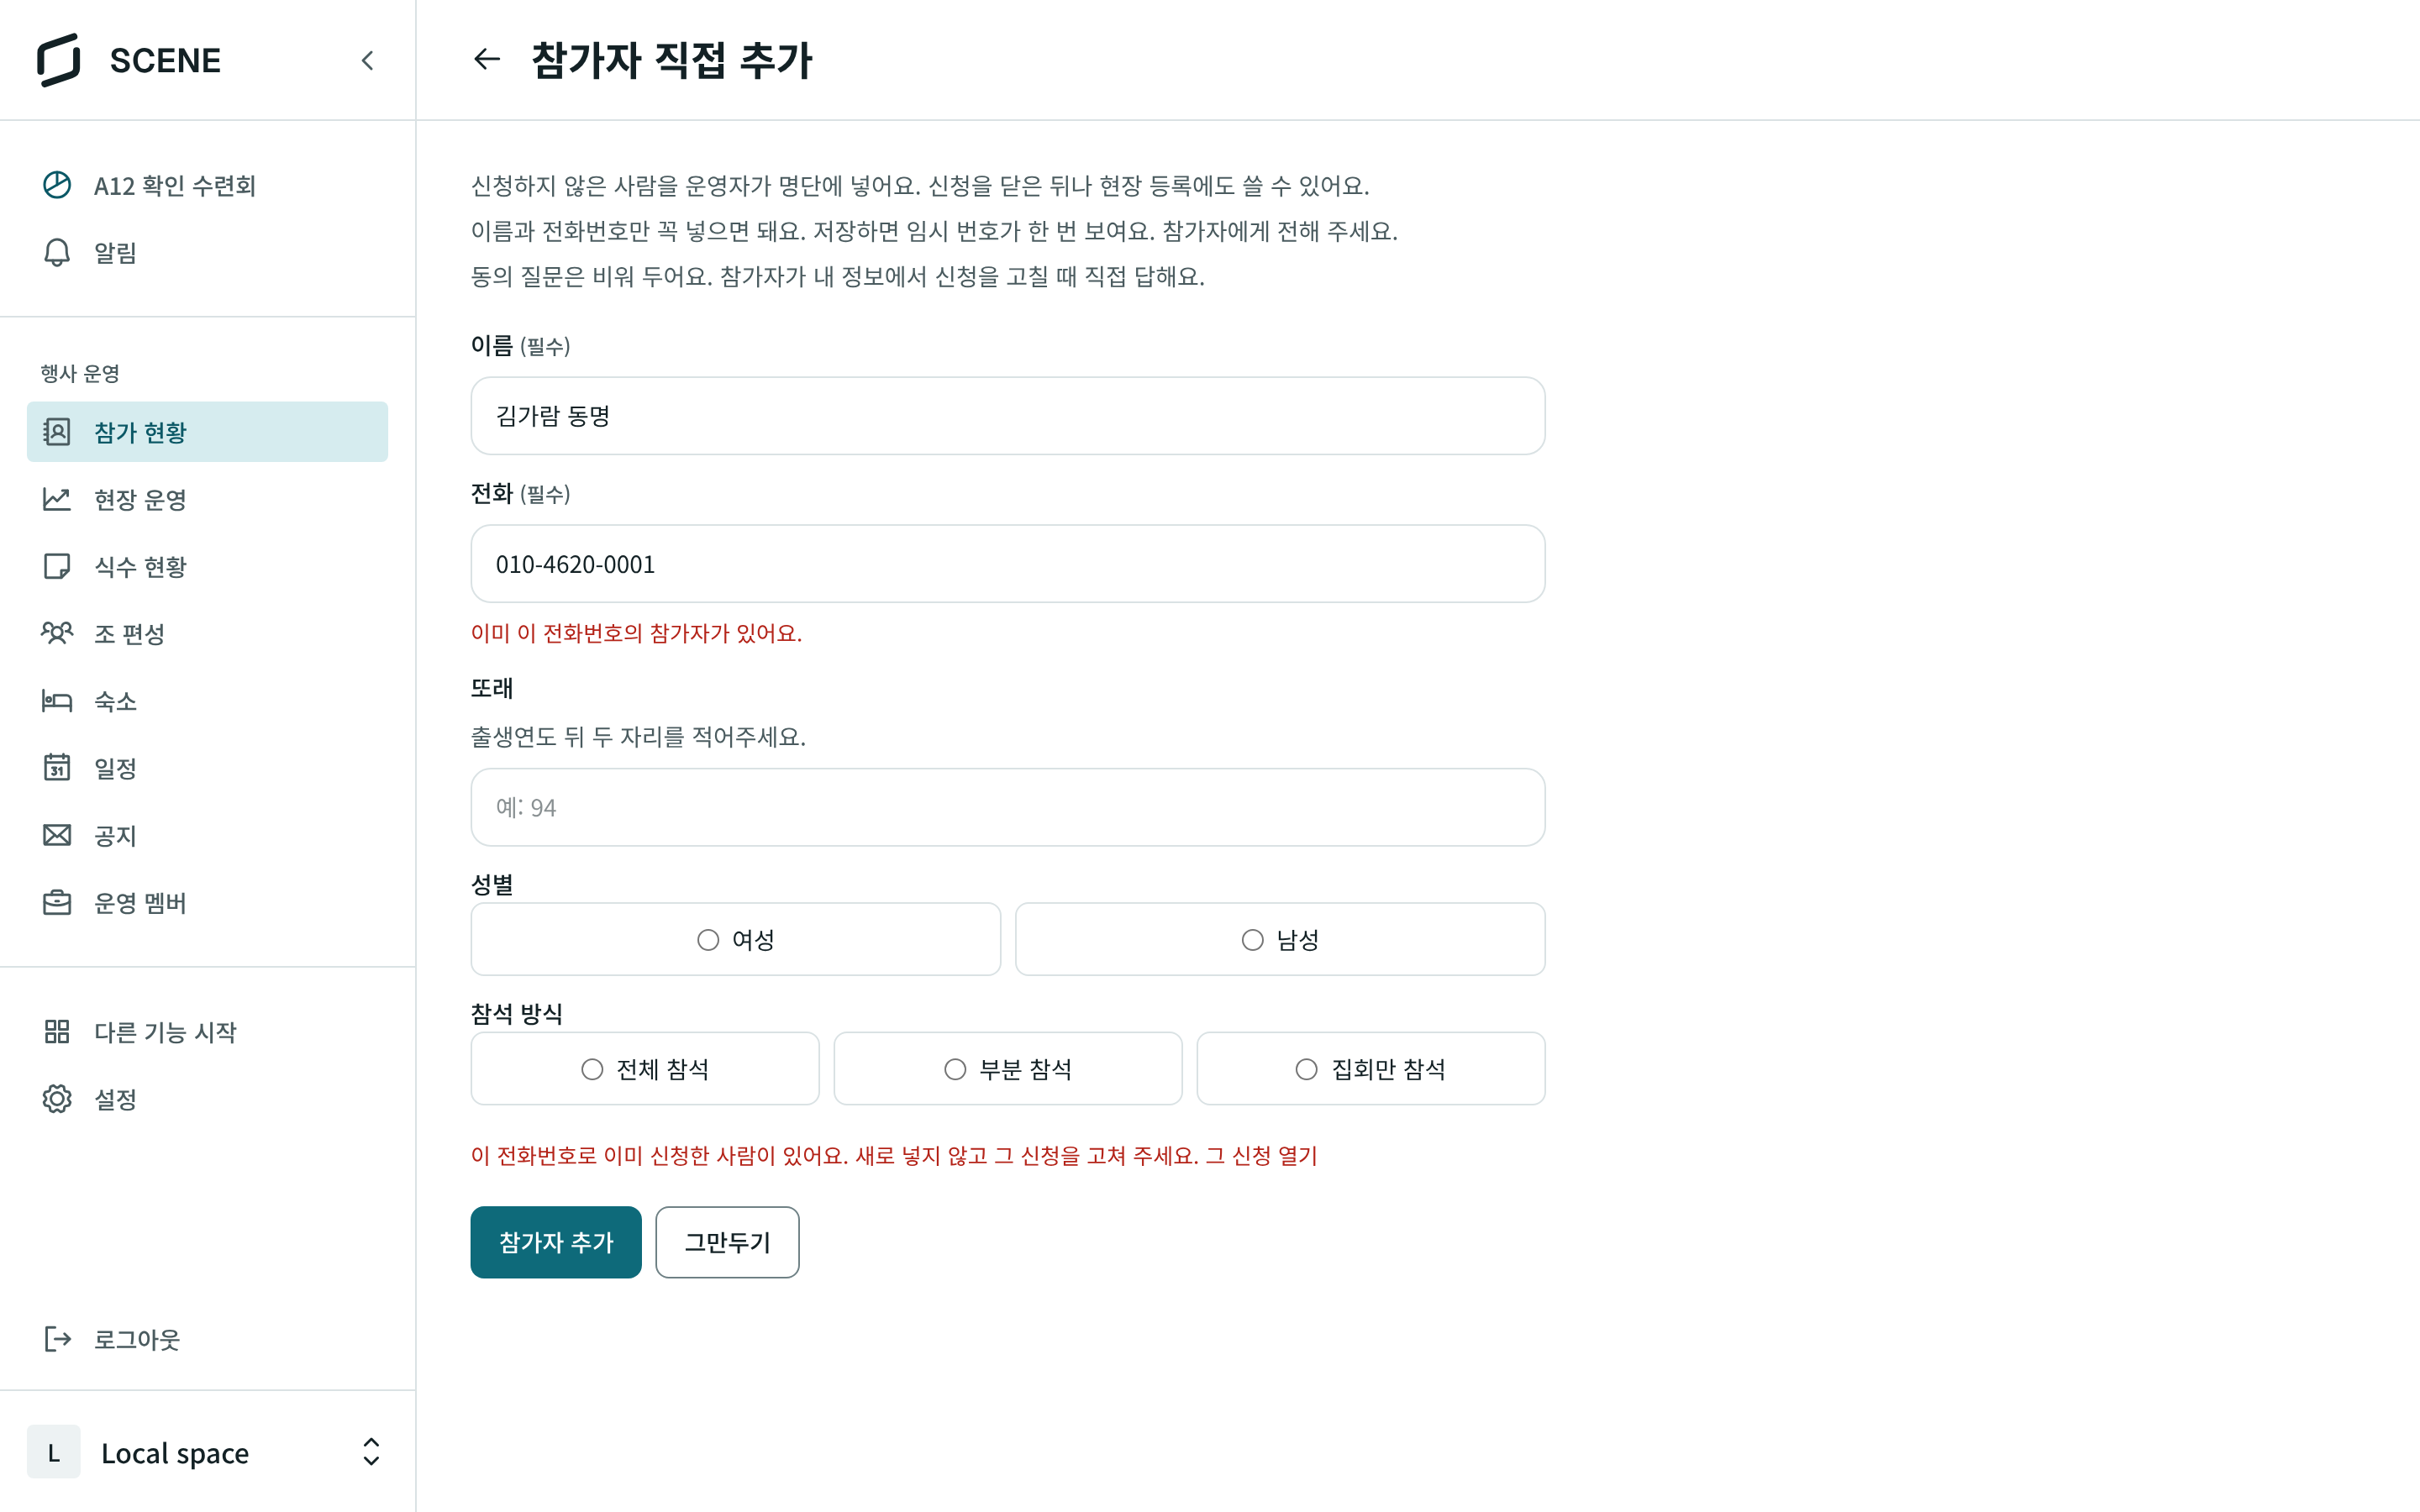 SCENE
참가자 직접 추가
A12 확인 수련회
알림
행사 운영
참가 현황
현장 운영
식수 현황
조 편성
숙소
31
일정
공지
운영 멤버
다른 기능 시작
설정
로그아웃
L
Local space
신청하지 않은 사람을 운영자가 명단에 넣어요. 신청을 닫은 뒤나 현장 등록에도 쓸 수 있어요.
이름과 전화번호만 꼭 넣으면 돼요. 저장하면 임시 번호가 한 번 보여요. 참가자에게 전해 주세요.
동의 질문은 비워 두어요. 참가자가 내 정보에서 신청을 고칠 때 직접 답해요.
이름 (필수)
김가람 동명
전화 (필수)
010-4620-0001
이미 이 전화번호의 참가자가 있어요.
또래
출생연도 뒤 두 자리를 적어주세요.
예: 94
성별
여성
남성
참석 방식
전체 참석
부분 참석
집회만 참석
이 전화번호로 이미 신청한 사람이 있어요. 새로 넣지 않고 그 신청을 고쳐 주세요. 그 신청 열기
참가자 추가
그만두기